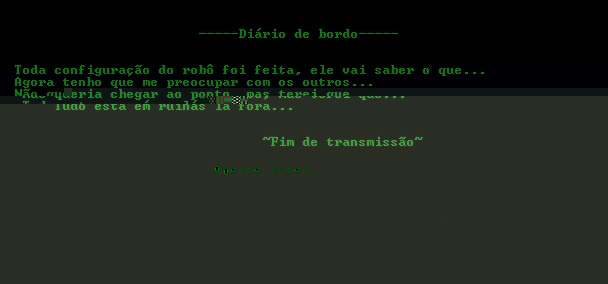 -----Diário de bordo-----
Toda configuração do robô foi feita, ele vai saber o que...
Agora tenho que me preocupar com os outros...
Não queria chegar ao ponto, mas terei que
Tudo está em ruínas lá fora...
~Fim de transmissão~